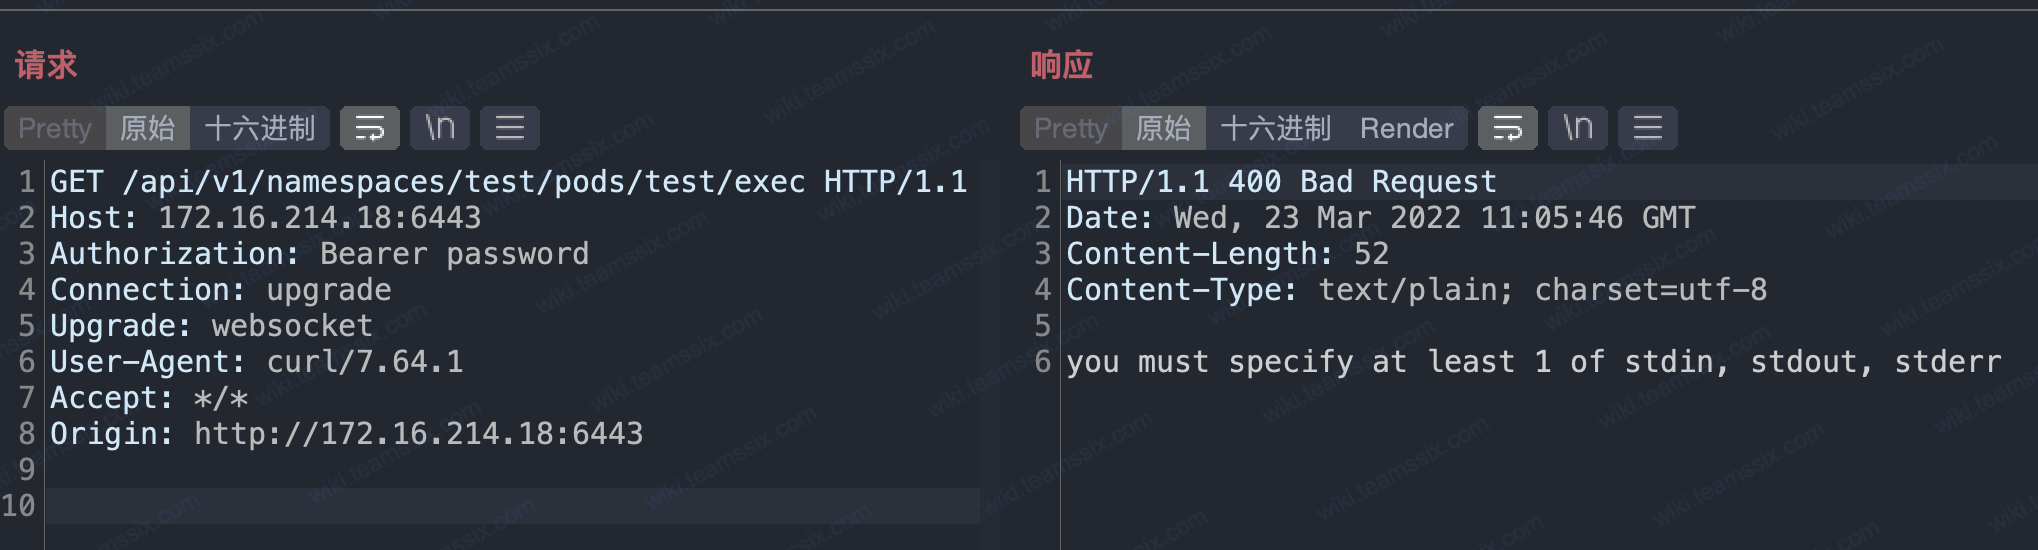 请求
Pretty 原始 十六进制 \n
1 GET /api/v1/namespaces/test/pods/test/exec HTTP/1.1
2 Host: 172.16.214.18:6443
3 Authorization: Bearer password
4 Connection: upgrade
5 Upgrade: websocket
6 User-Agent: curl/7.64.1
7 Accept: */*
8 Origin: http://172.16.214.18:6443
9
10
响应
Pretty 原始 十六进制 Render \n
1 HTTP/1.1 400 Bad Request
2 Date: Wed, 23 Mar 2022 11:05:46 GMT
3 Content-Length: 52
4 Content-Type: text/plain; charset=utf-8
5
6 you must specify at least 1 of stdin, stdout, stderr
wiki.teamssix.com